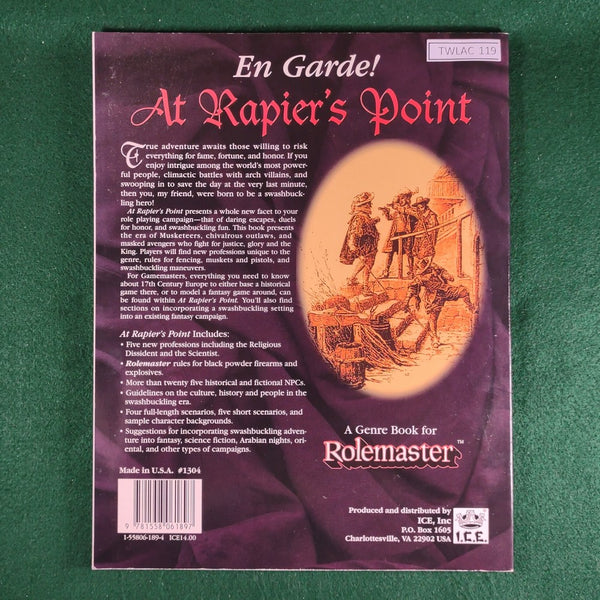 TWLAC 119
En Garde!
At Rapier's Point
True adventure awaits those willing to risk
everything for fame, fortune, and honor. If you
enjoy intrigue among the world's most power-
ful people, climactic battles with arch villains, and
swooping in to save the day at the very last minute,
then you, my friend, were born to be a swashbuck-
ling hero!
At Rapier's Point presents a whole new facet to your
role playing campaign—that of daring escapes, duels
for honor, and swashbuckling fun. This book presents
the era of Musketeers, chivalrous outlaws, and
masked avengers who fight for justice, glory and the
King. Players will find new professions unique to the
genre, rules for fencing, muskets and pistols, and
swashbuckling maneuvers.
For Gamemasters, everything you need to know
about 17th Century Europe to either base a historical
game there, or to model a fantasy game around, can
be found within At Rapier's Point. You'll also find
sections on incorporating a swashbuckling setting
into an existing fantasy campaign.
At Rapier's Point Includes:
• Five new professions including the Religious
Dissident and the Scientist.
• Rolemaster rules for black powder firearms and
explosives.
• More than twenty five historical and fictional NPCs.
• Guidelines on the culture, history and people in the
swashbuckling era.
• Four full-length scenarios, five short scenarios, and
sample character backgrounds.
• Suggestions for incorporating swashbuckling adven-
ture into fantasy, science fiction, Arabian nights, ori-
ental, and other types of campaigns.
A Genre Book for
Rolemaster™
Made in U.S.A. #1304
9 781558 061897
1-55806-189-4 ICE14.00
Produced and distributed by
ICE, Inc
P.O. Box 1605
Charlottesville, VA 22902 USA
I.C.E.